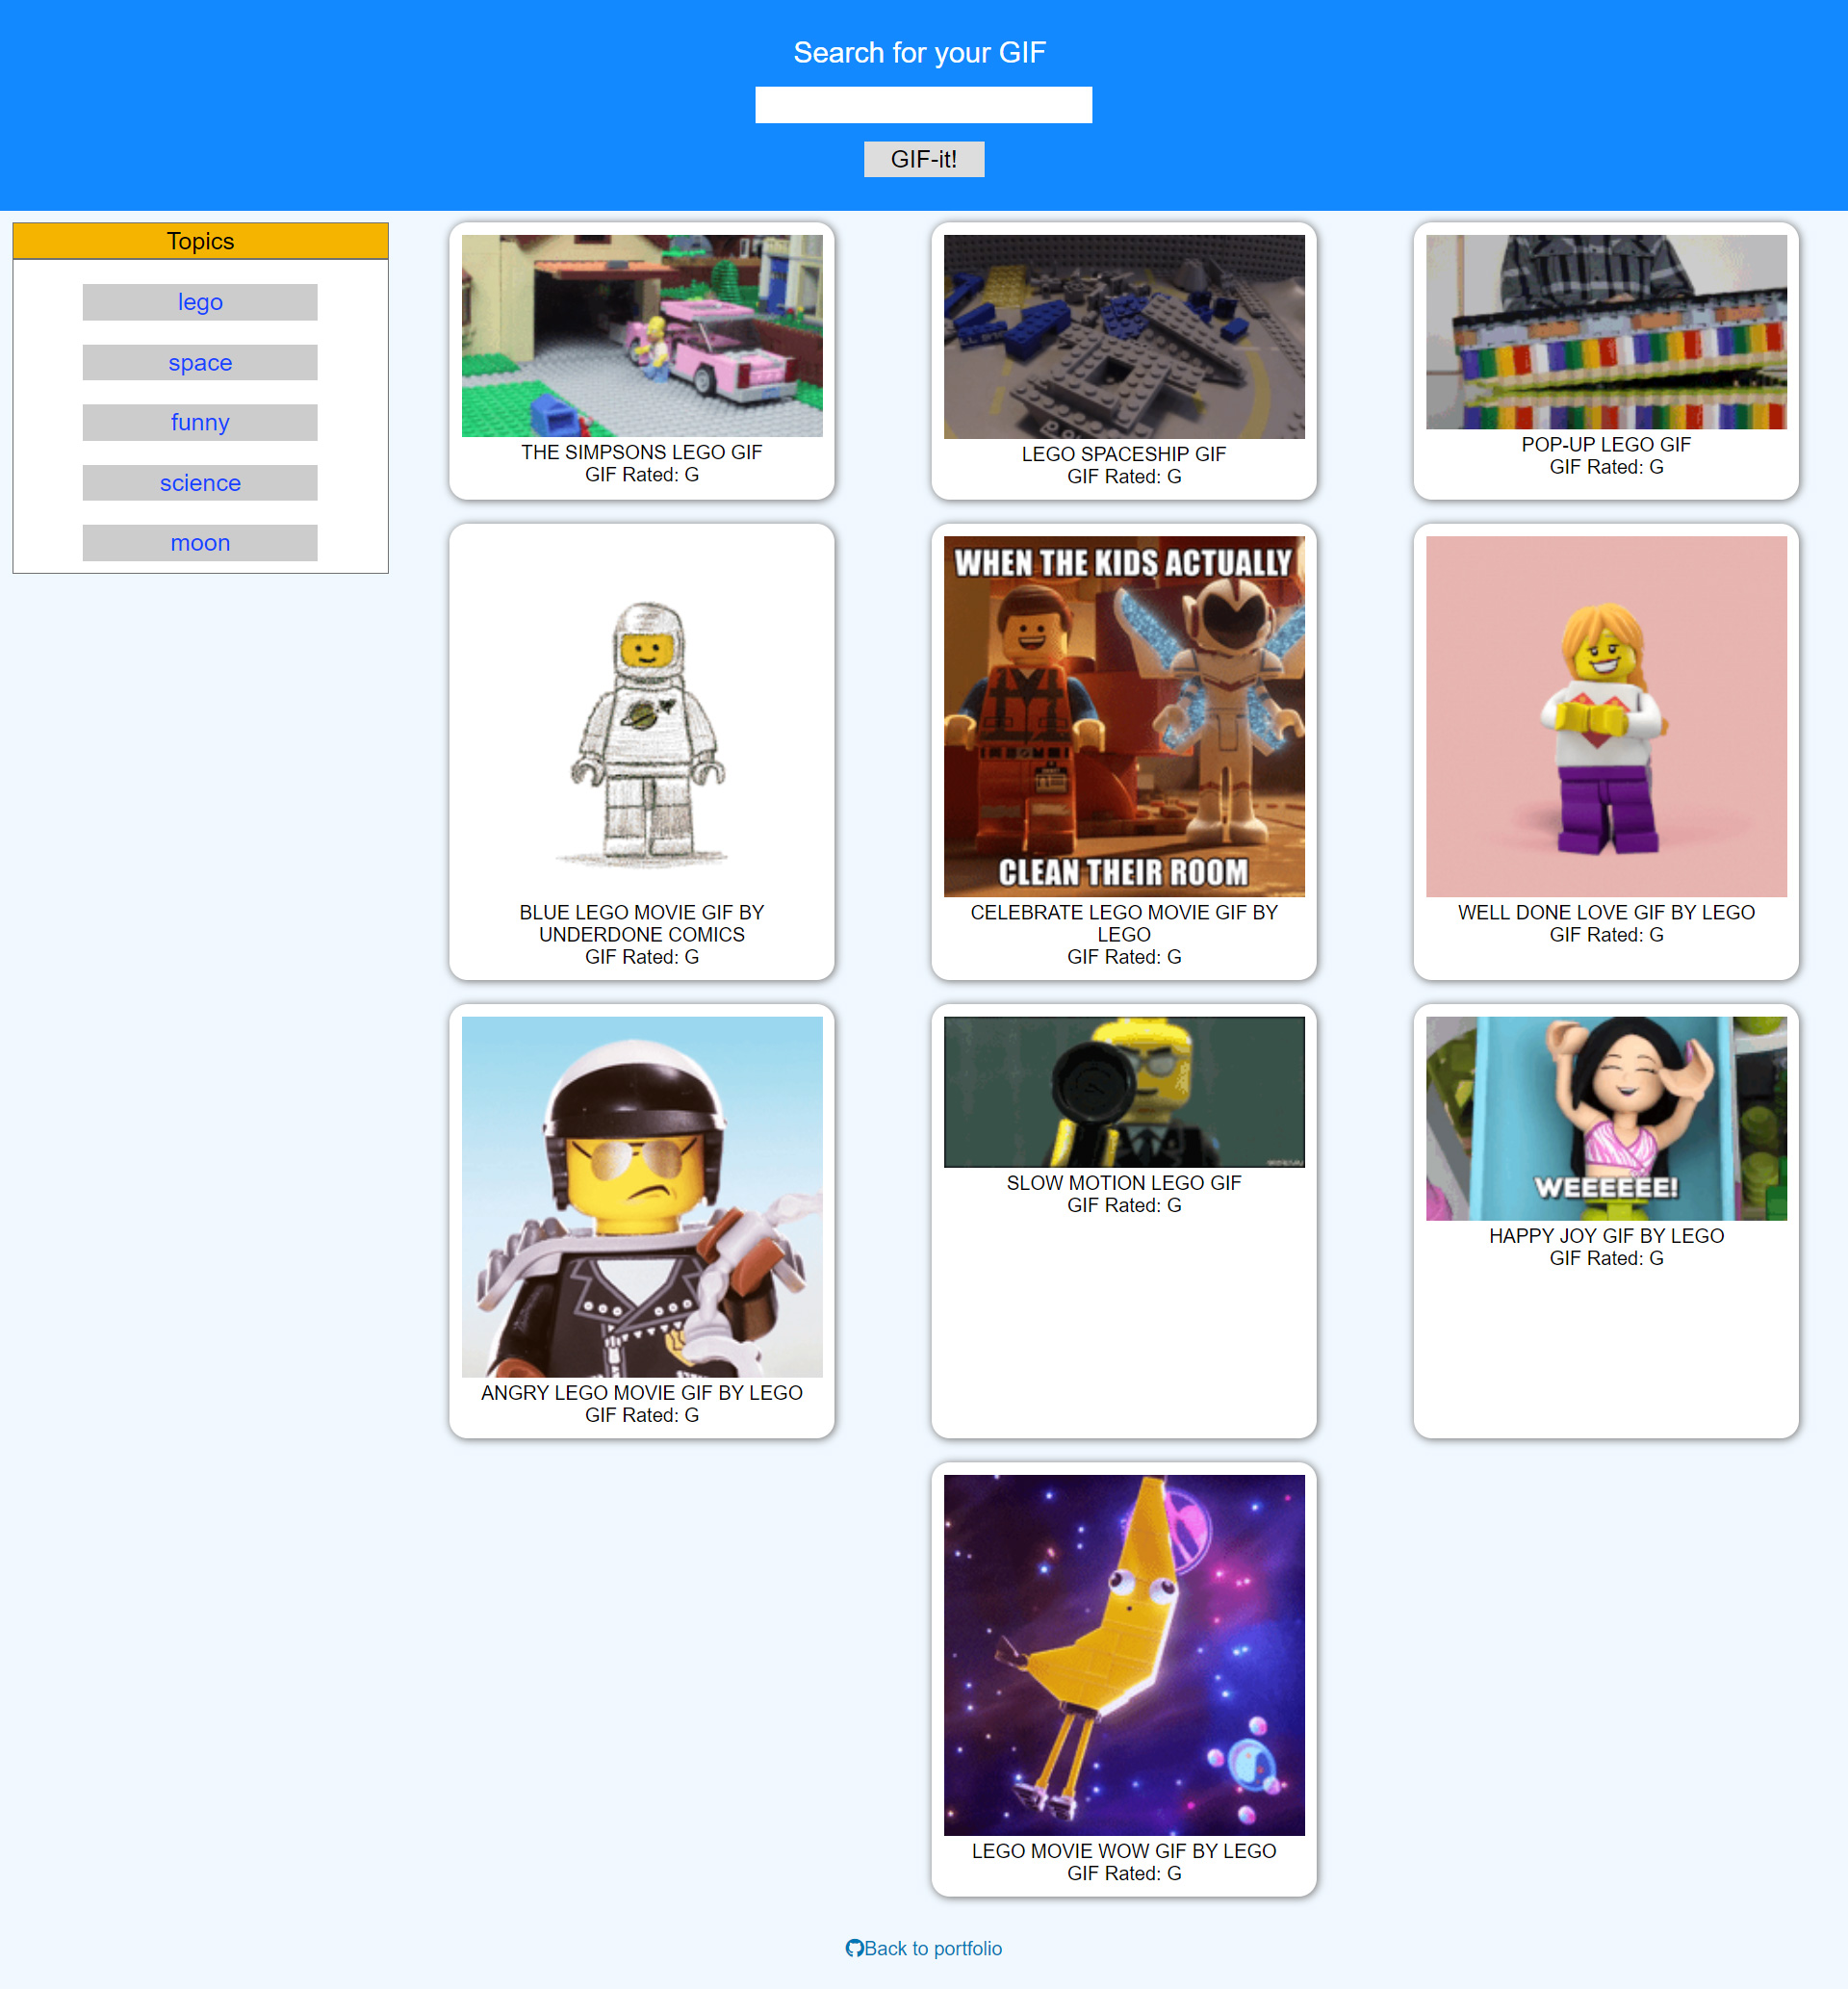 Search for your GIF
GIF-it!
Topics
lego
space
funny
science
moon
THE SIMPSONS LEGO GIF
GIF Rated: G
LEGO SPACESHIP GIF
GIF Rated: G
POP-UP LEGO GIF
GIF Rated: G
BLUE LEGO MOVIE GIF BY
UNDERDONE COMICS
GIF Rated: G
WHEN THE KIDS ACTUALLY
CLEAN THEIR ROOM
CELEBRATE LEGO MOVIE GIF BY
LEGO
GIF Rated: G
WELL DONE LOVE GIF BY LEGO
GIF Rated: G
ANGRY LEGO MOVIE GIF BY LEGO
GIF Rated: G
SLOW MOTION LEGO GIF
GIF Rated: G
WEEEEEE!
HAPPY JOY GIF BY LEGO
GIF Rated: G
LEGO MOVIE WOW GIF BY LEGO
GIF Rated: G
Back to portfolio